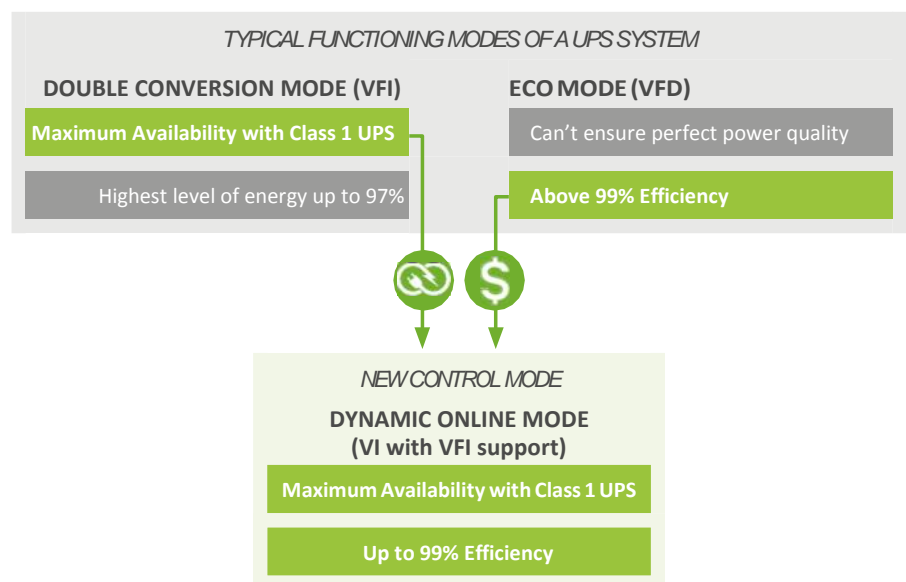 TYPICAL FUNCTIONING MODES OF A UPS SYSTEM
DOUBLE CONVERSION MODE (VFI)
Maximum Availability with Class 1 UPS
Highest level of energy up to 97%
ECO MODE (VFD)
Can't ensure perfect power quality
Above 99% Efficiency
$
NEW CONTROL MODE
DYNAMIC ONLINE MODE
(VI with VFI support)
Maximum Availability with Class 1 UPS
Up to 99% Efficiency